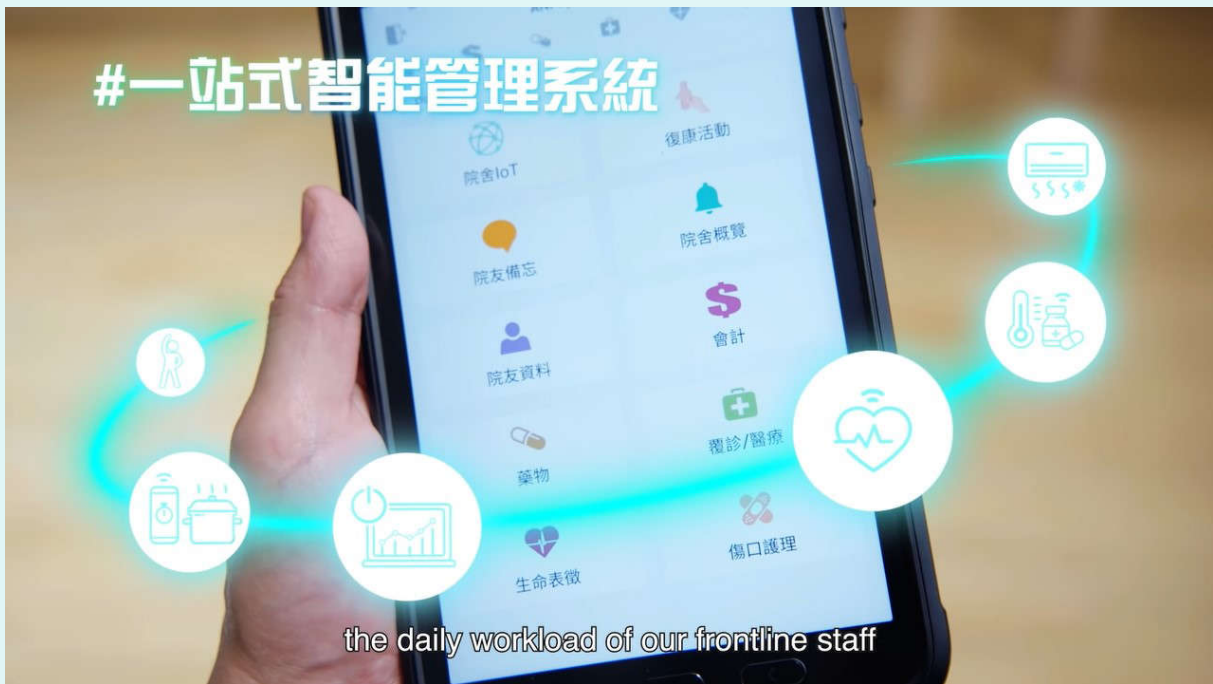 #一站式智能管理系統
院舍IoT
復康活動
院友備忘
院舍概覽
院友資料
會計
藥物
覆診/醫療
生命表徵
傷口護理
the daily workload of our frontline staff